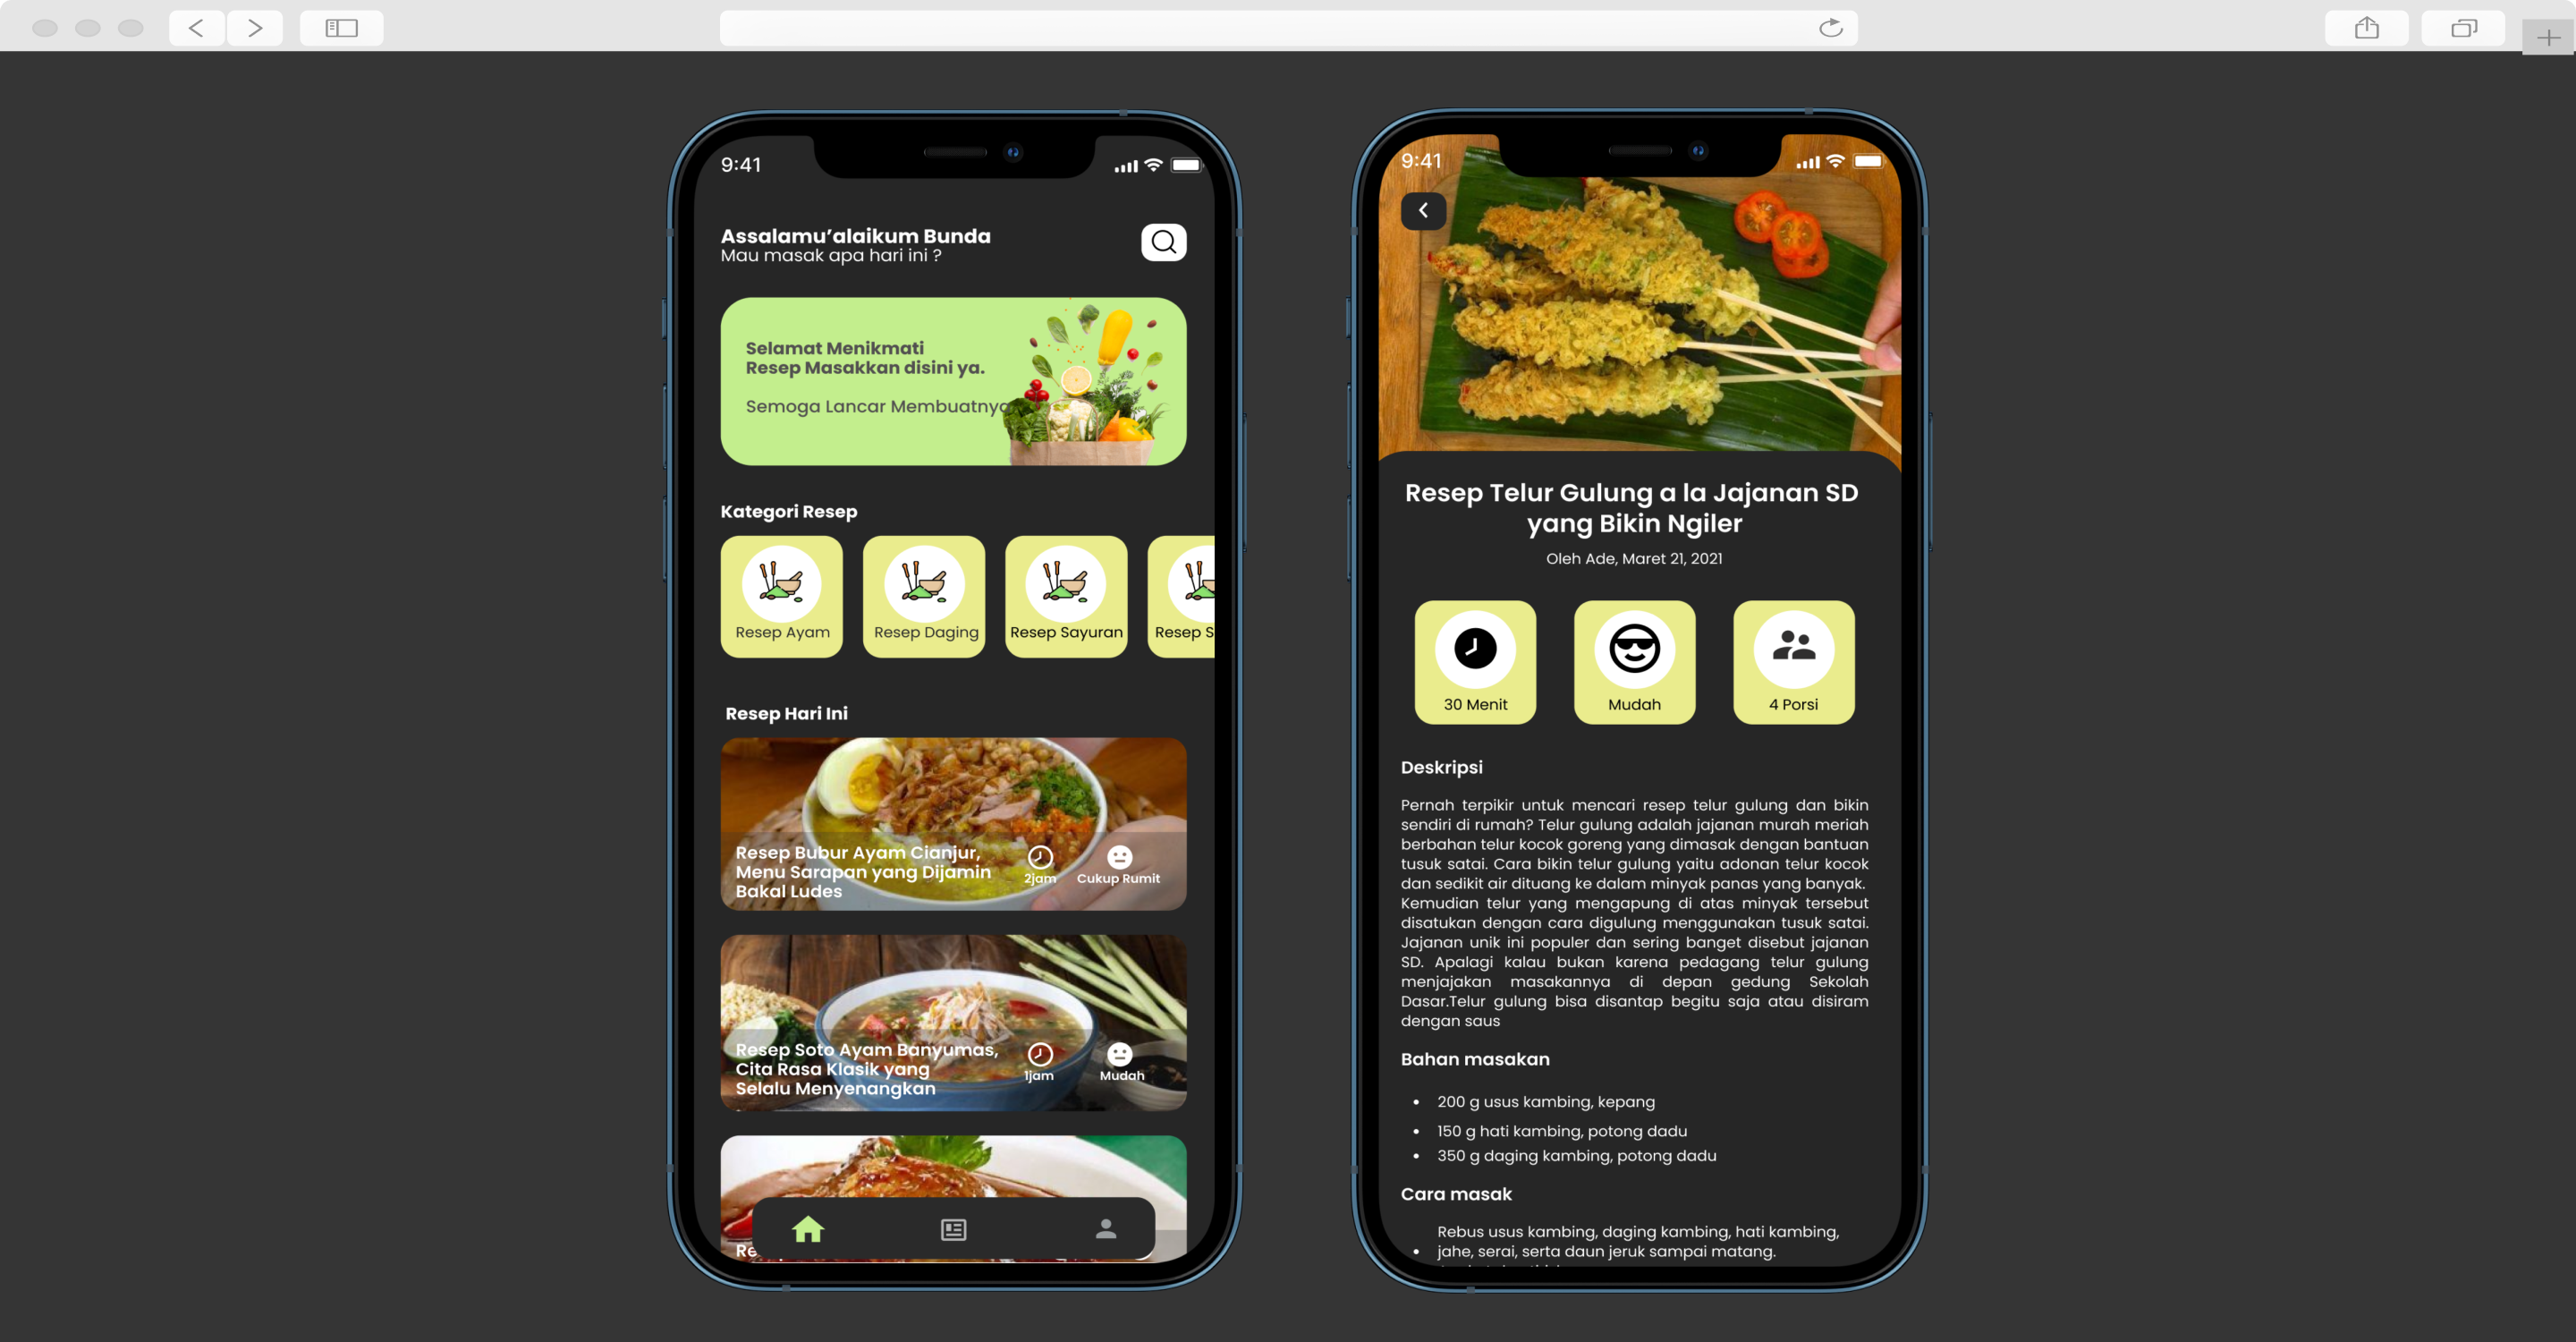 9:41
Assalamu’alaikum Bunda
Mau masak apa hari ini ?
Selamat Menikmati
Resep Masakkan disini ya.
Semoga Lancar Membuatnya
Kategori Resep
Resep Ayam
Resep Daging
Resep Sayuran
Resep S
Resep Hari Ini
Resep Bubur Ayam Cianjur,
Menu Sarapan yang Dijamin
Bakal Ludes
2jam
Cukup Rumit
Resep Soto Ayam Banyumas,
Cita Rasa Klasik yang
Selalu Menyenangkan
1jam
Mudah
Re
9:41
Resep Telur Gulung a la Jajanan SD
yang Bikin Ngiler
Oleh Ade, Maret 21, 2021
30 Menit
Mudah
4 Porsi
Deskripsi
Pernah terpikir untuk mencari resep telur gulung dan bikin
sendiri di rumah? Telur gulung adalah jajanan murah meriah
berbahan telur kocok goreng yang dimasak dengan bantuan
tusuk satai. Cara bikin telur gulung yaitu adonan telur kocok
dan sedikit air dituang ke dalam minyak panas yang banyak.
Kemudian telur yang mengapung di atas minyak tersebut
disatukan dengan cara digulung menggunakan tusuk satai.
Jajanan unik ini populer dan sering banget disebut jajanan
SD. Apalagi kalau bukan karena pedagang telur gulung
menjajakan masakannya di depan gedung Sekolah
Dasar.Telur gulung bisa disantap begitu saja atau disiram
dengan saus
Bahan masakan
• 200 g usus kambing, kepang
• 150 g hati kambing, potong dadu
• 350 g daging kambing, potong dadu
Cara masak
Rebus usus kambing, daging kambing, hati kambing,
• jahe, serai, serta daun jeruk sampai matang.